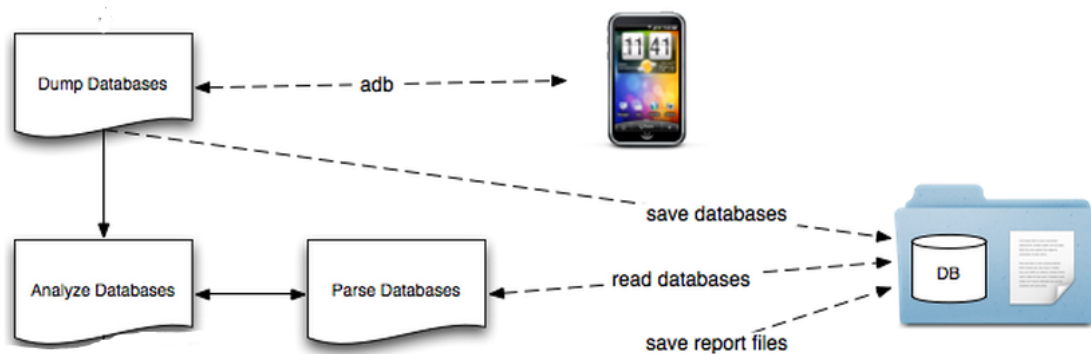 Dump Databases
adb
11 41
save databases
Analyze Databases
Parse Databases
read databases
DB
save report files